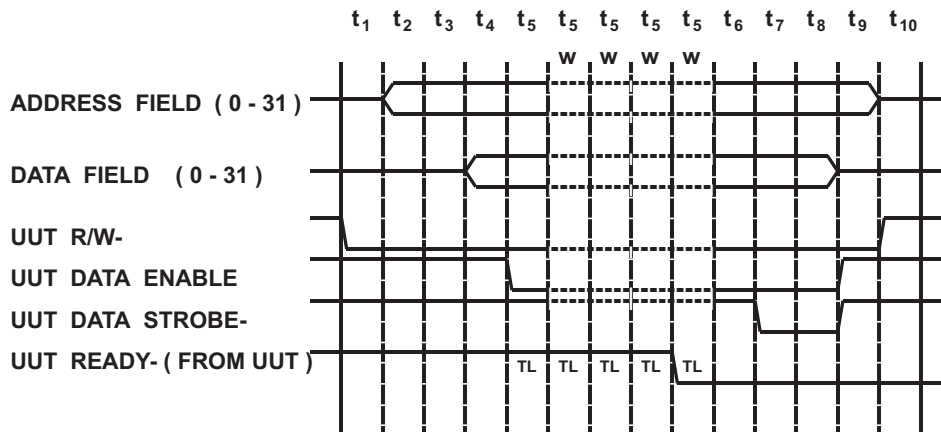 t1 t2 t3 t4 t5 t5 t5 t5 t5 t6 t7 t8 t9 t10
W W W W
ADDRESS FIELD ( 0 - 31 )
DATA FIELD ( 0 - 31 )
UUT R/W-
UUT DATA ENABLE
UUT DATA STROBE-
UUT READY- ( FROM UUT ) TL TL TL TL TL